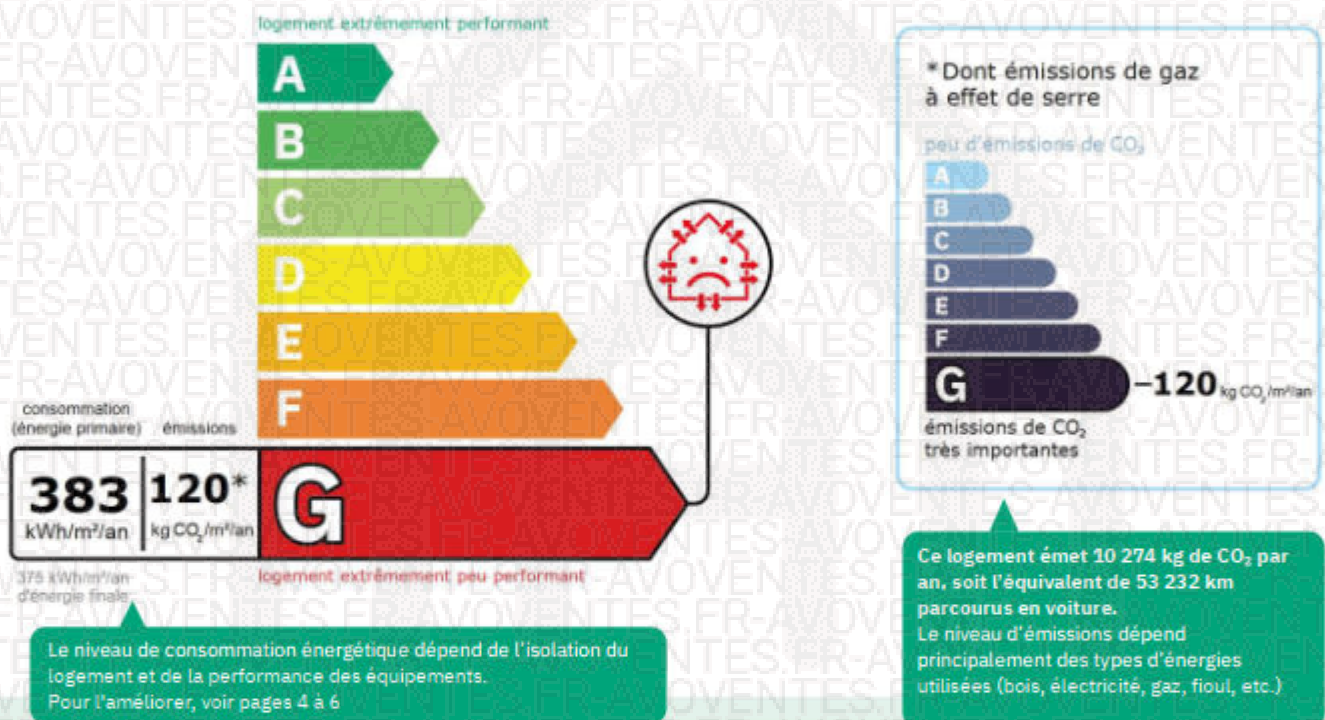 logement extrêmement performant
A
B
C
D
E
F
consommation
(énergie primaire)
émissions
383
kWh/m²/an
120*
kg CO₂/m²/an
G
375 kWh/m²/an
d'énergie finale
logement extrêmement peu performant
Le niveau de consommation énergétique dépend de l'isolation du
logement et de la performance des équipements.
Pour l'améliorer, voir pages 4 à 6
*Dont émissions de gaz
à effet de serre
peu d'émissions de CO₂
A
B
C
D
E
F
G
–120 kg CO₂/m²/an
émissions de CO₂
très importantes
Ce logement émet 10 274 kg de CO₂ par
an, soit l'équivalent de 53 232 km
parcourus en voiture.
Le niveau d'émissions dépend
principalement des types d'énergies
utilisées (bois, électricité, gaz, fioul, etc.)
AVOVENTES.FR